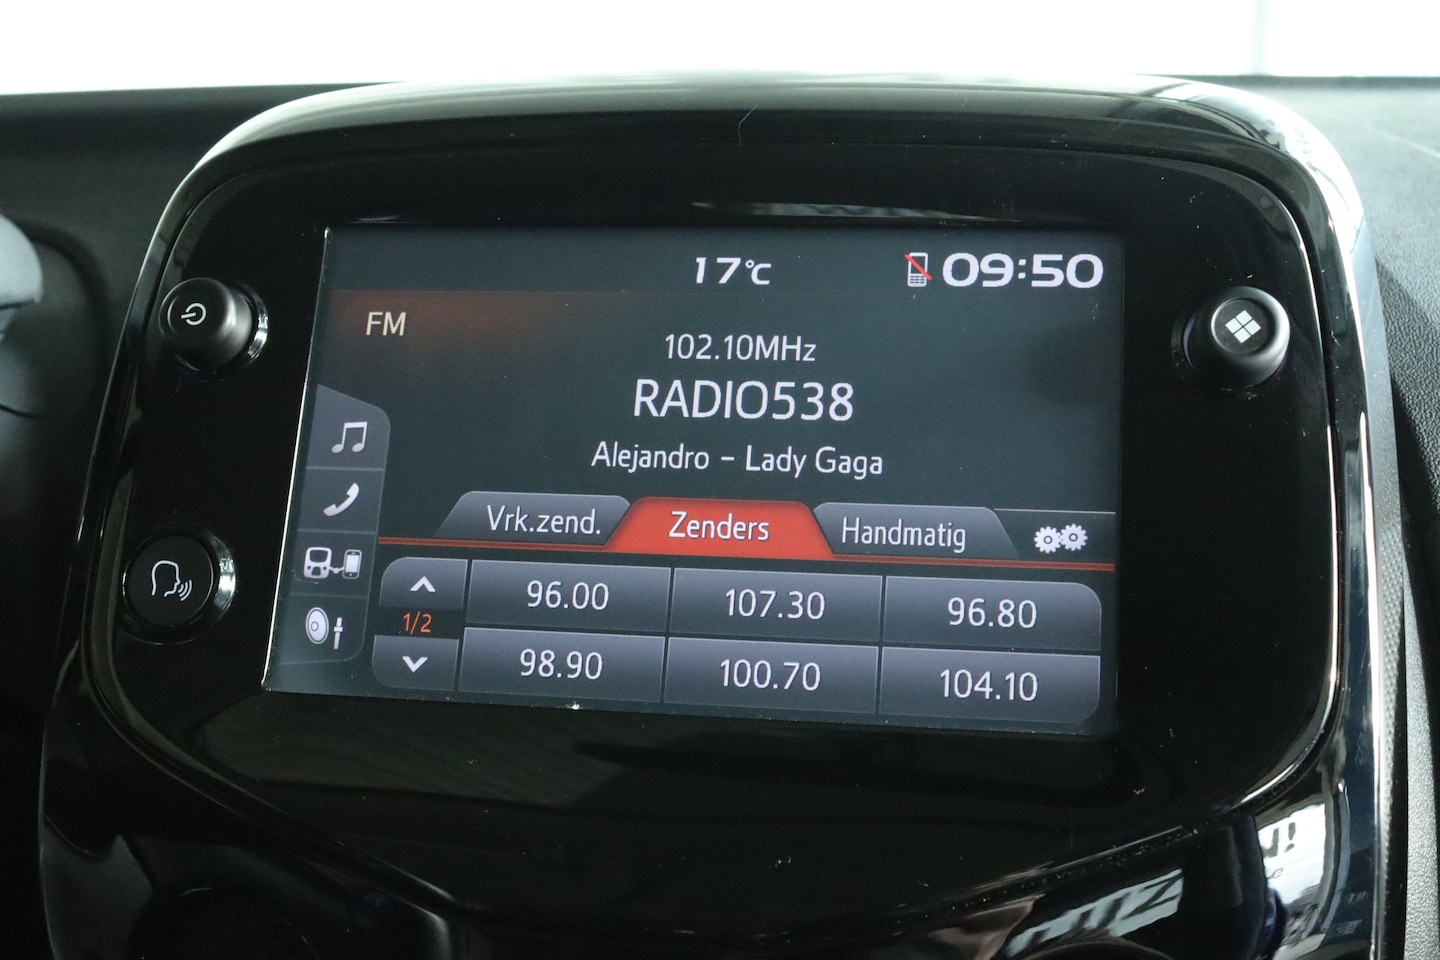 17°C
09:50
FM
102.10MHz
RADIO538
Alejandro - Lady Gaga
Vrk.zend.
Zenders
Handmatig
96.00
107.30
96.80
1/2
98.90
100.70
104.10